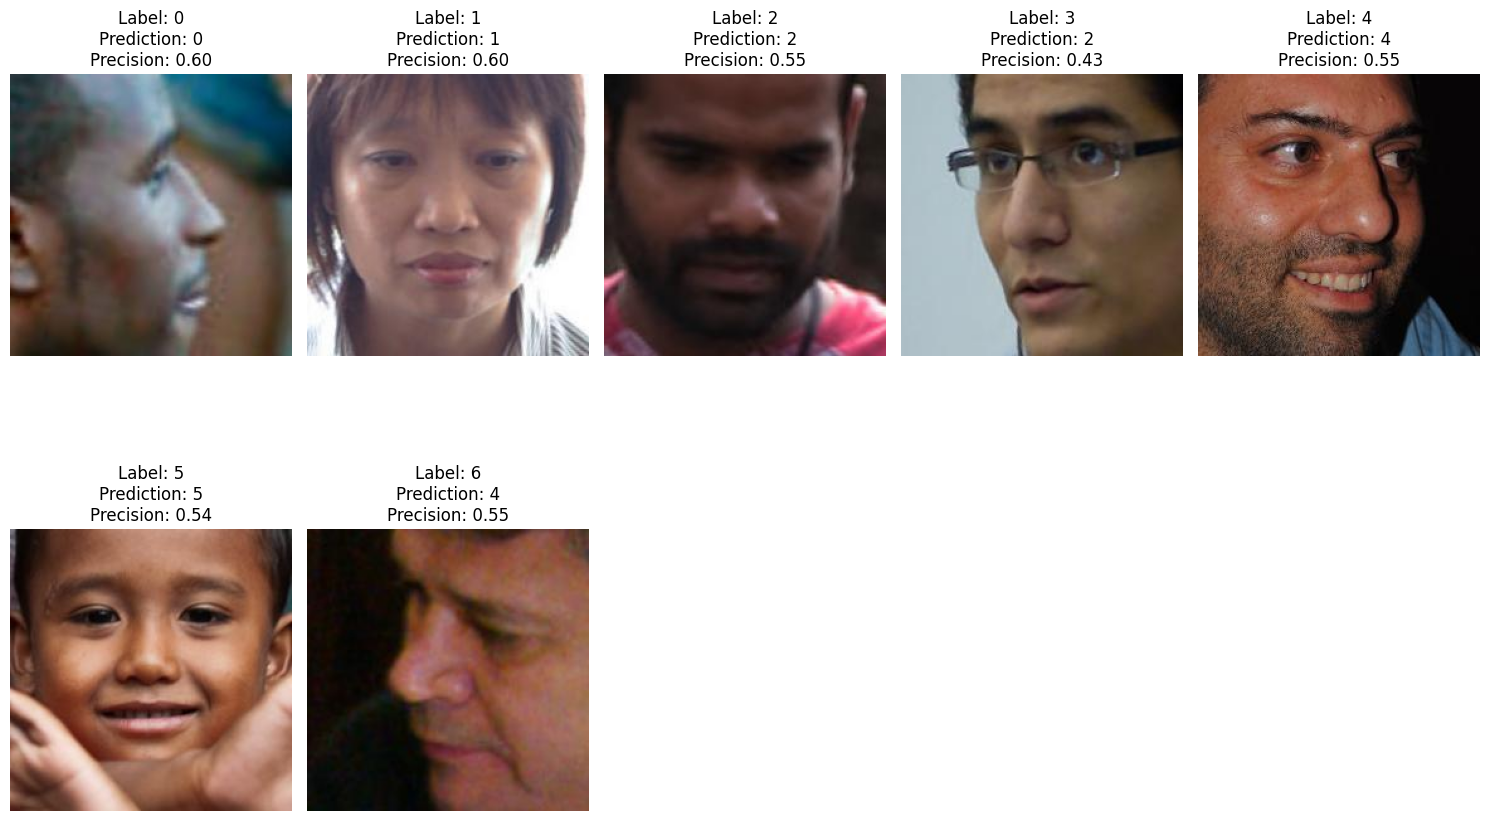 Label: 0
Prediction: 0
Precision: 0.60
Label: 1
Prediction: 1
Precision: 0.60
Label: 2
Prediction: 2
Precision: 0.55
Label: 3
Prediction: 2
Precision: 0.43
Label: 4
Prediction: 4
Precision: 0.55
Label: 5
Prediction: 5
Precision: 0.54
Label: 6
Prediction: 4
Precision: 0.55